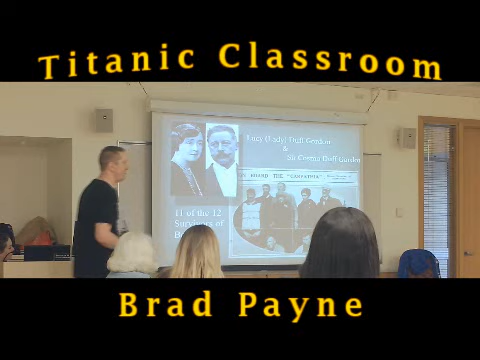 Titanic Classroom
Lucy (Lady) Duff Gordon
&
Sir Cosmo Duff Gordon
BOARD THE "CARPATHIA"
11 of the 12
Survivors of
Brad Payne